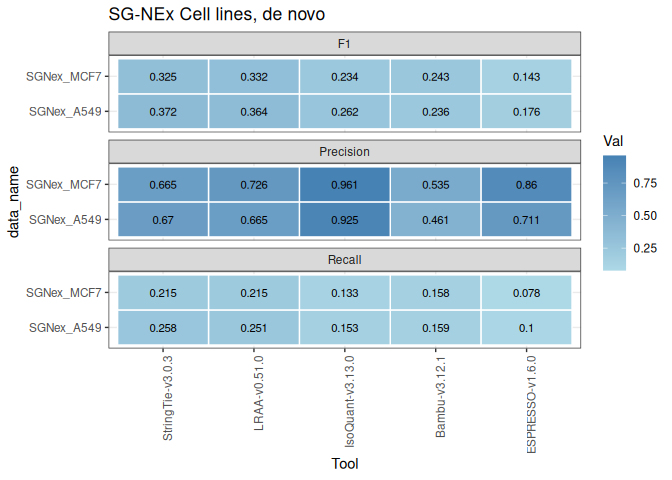 SG-NEx Cell lines, de novo
F1
SGNex_MCF7 0.325 0.332 0.234 0.243 0.143
SGNex_A549 0.372 0.364 0.262 0.236 0.176
Precision
SGNex_MCF7 0.665 0.726 0.961 0.535 0.86
SGNex_A549 0.67 0.665 0.925 0.461 0.711
Recall
SGNex_MCF7 0.215 0.215 0.133 0.158 0.078
SGNex_A549 0.258 0.251 0.153 0.159 0.1
data_name
StringTie-v3.0.3
LRAA-v0.51.0
IsoQuant-v3.13.0
Bambu-v3.12.1
ESPRESSO-v1.6.0
Tool
Val
0.75
0.50
0.25